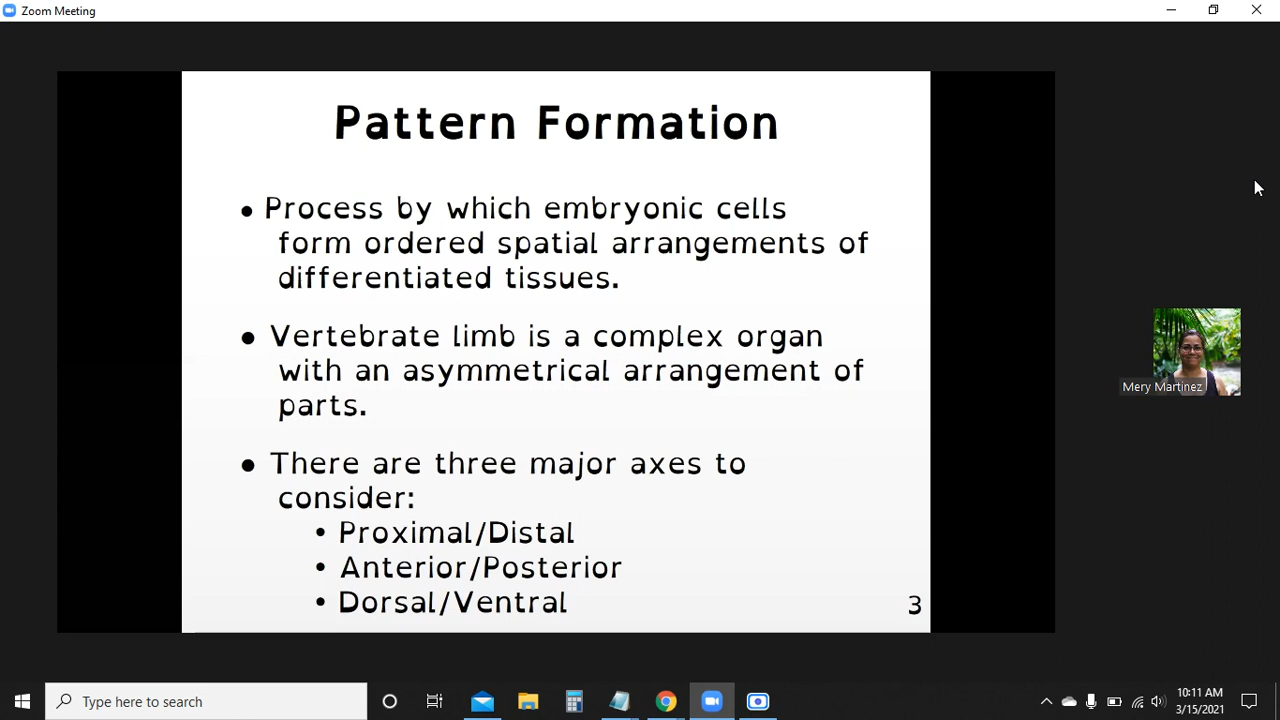 Zoom Meeting
Pattern Formation
• Process by which embryonic cells
form ordered spatial arrangements of
differentiated tissues.
• Vertebrate limb is a complex organ
with an asymmetrical arrangement of
parts.
• There are three major axes to
consider:
• Proximal/Distal
• Anterior/Posterior
• Dorsal/Ventral
3
Mery Martinez
Type here to search
10:11 AM
3/15/2021